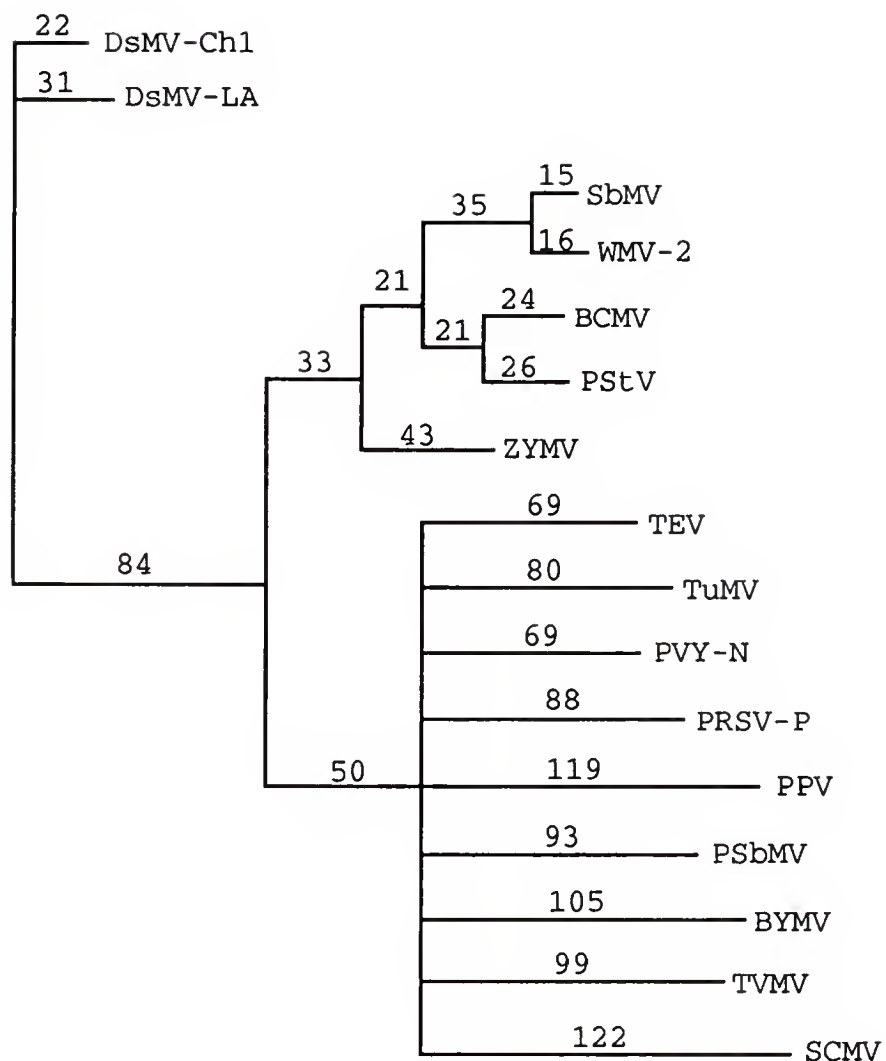 22 DsMV-Ch1
31 DsMV-LA
15 SbMV
35
16 WMV-2
21
24 BCMV
21
26 PStV
33
43 ZYMV
69 TEV
84
80 TuMV
69 PVY-N
88 PRSV-P
50
119 PPV
93 PSbMV
105 BYMV
99 TVMV
122 SCMV